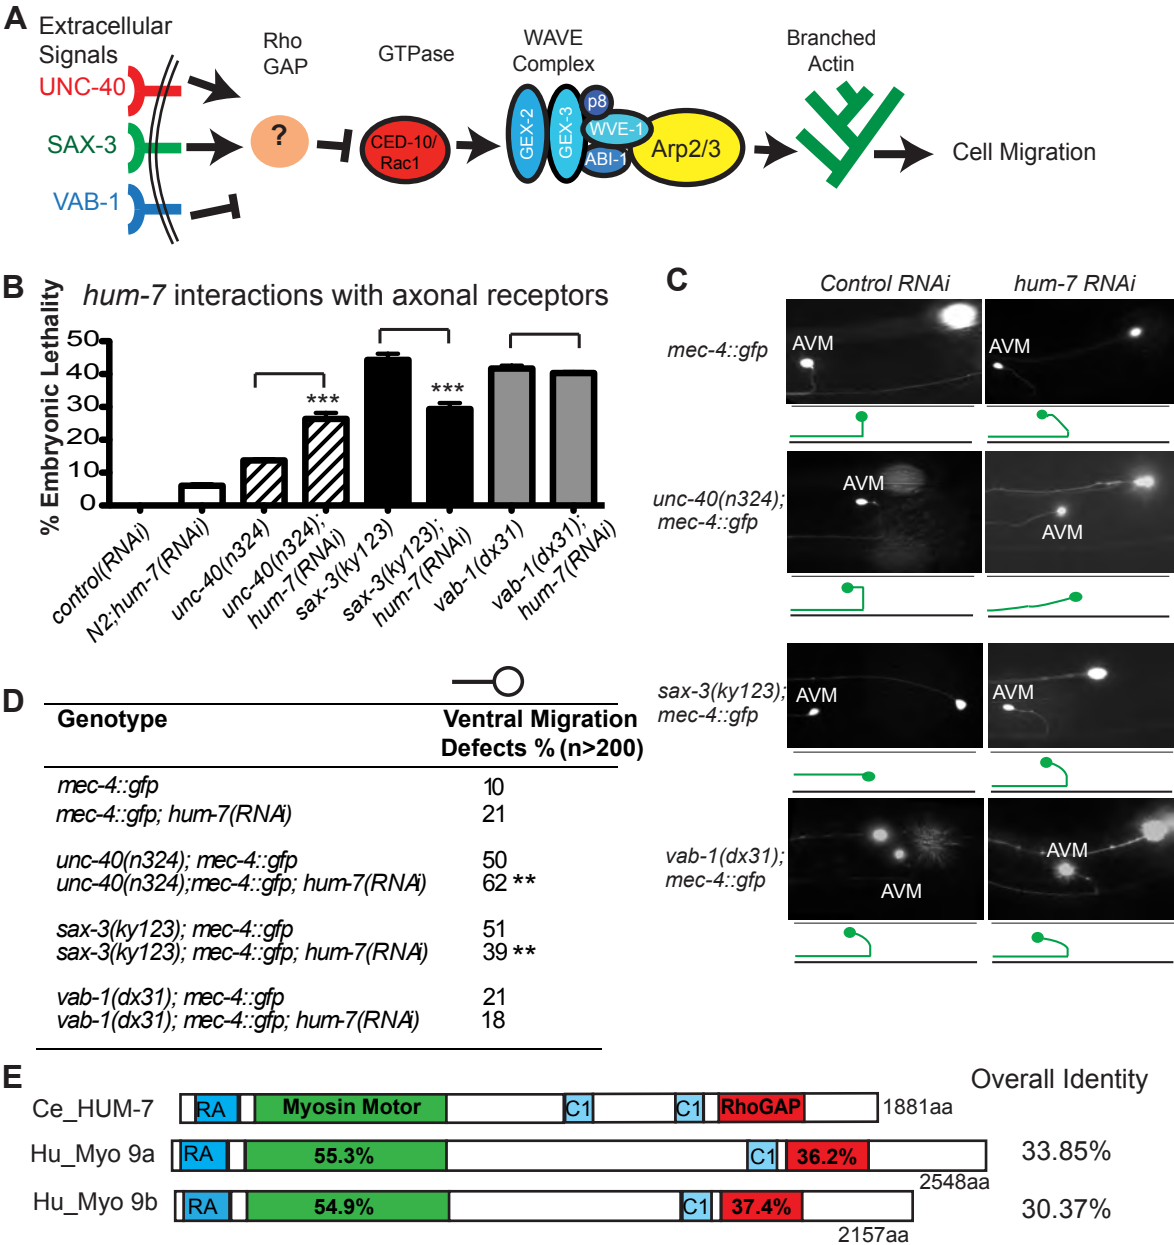 A
Extracellular
Signals
UNC-40
SAX-3
VAB-1
Rho
GAP
?
GTPase
CED-10/
Rac1
WAVE
Complex
GEX-2
GEX-3
p8
WVE-1
ABI-1
Arp2/3
Branched
Actin
Cell Migration
B
hum-7 interactions with axonal receptors
% Embryonic Lethality
50
40
30
20
10
0
***
***
control(RNAi)
N2;hum-7(RNAi)
unc-40(n324)
unc-40(n324);
hum-7(RNAi)
sax-3(ky123)
sax-3(ky123);
hum-7(RNAi)
vab-1(dx31)
vab-1(dx31);
hum-7(RNAi)
C
Control RNAi hum-7 RNAi
mec-4::gfp
AVM AVM
unc-40(n324);
mec-4::gfp
AVM AVM
sax-3(ky123);
mec-4::gfp
AVM AVM
vab-1(dx31);
mec-4::gfp
AVM AVM
D
Genotype Ventral Migration
Defects % (n>200)
mec-4::gfp 10
mec-4::gfp; hum-7(RNAi) 21
unc-40(n324); mec-4::gfp 50
unc-40(n324);mec-4::gfp; hum-7(RNAi) 62 **
sax-3(ky123); mec-4::gfp 51
sax-3(ky123); mec-4::gfp; hum-7(RNAi) 39 **
vab-1(dx31); mec-4::gfp 21
vab-1(dx31); mec-4::gfp; hum-7(RNAi) 18
E
Overall Identity
Ce_HUM-7 RA Myosin Motor C1 C1 RhoGAP 1881aa
Hu_Myo 9a RA 55.3% C1 36.2% 2548aa 33.85%
Hu_Myo 9b RA 54.9% C1 37.4% 2157aa 30.37%